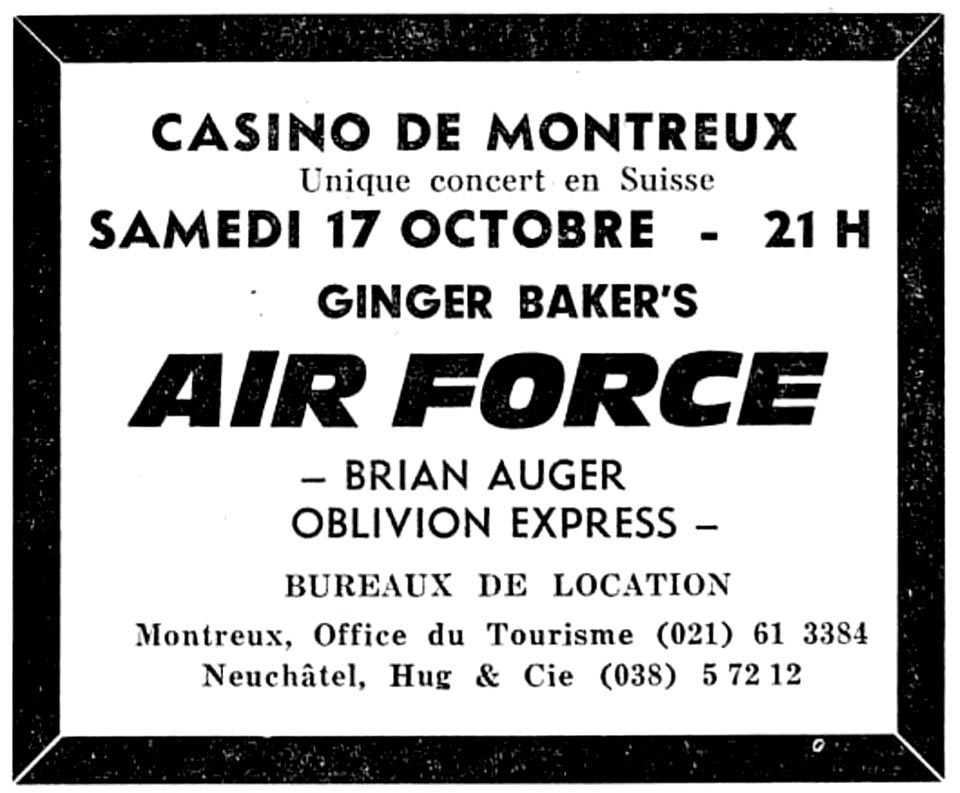 CASINO DE MONTREUX
Unique concert en Suisse
SAMEDI 17 OCTOBRE - 21 H
GINGER BAKER'S
AIR FORCE
– BRIAN AUGER
OBLIVION EXPRESS –
BUREAUX DE LOCATION
Montreux, Office du Tourisme (021) 61 3384
Neuchâtel, Hug & Cie (038) 5 72 12